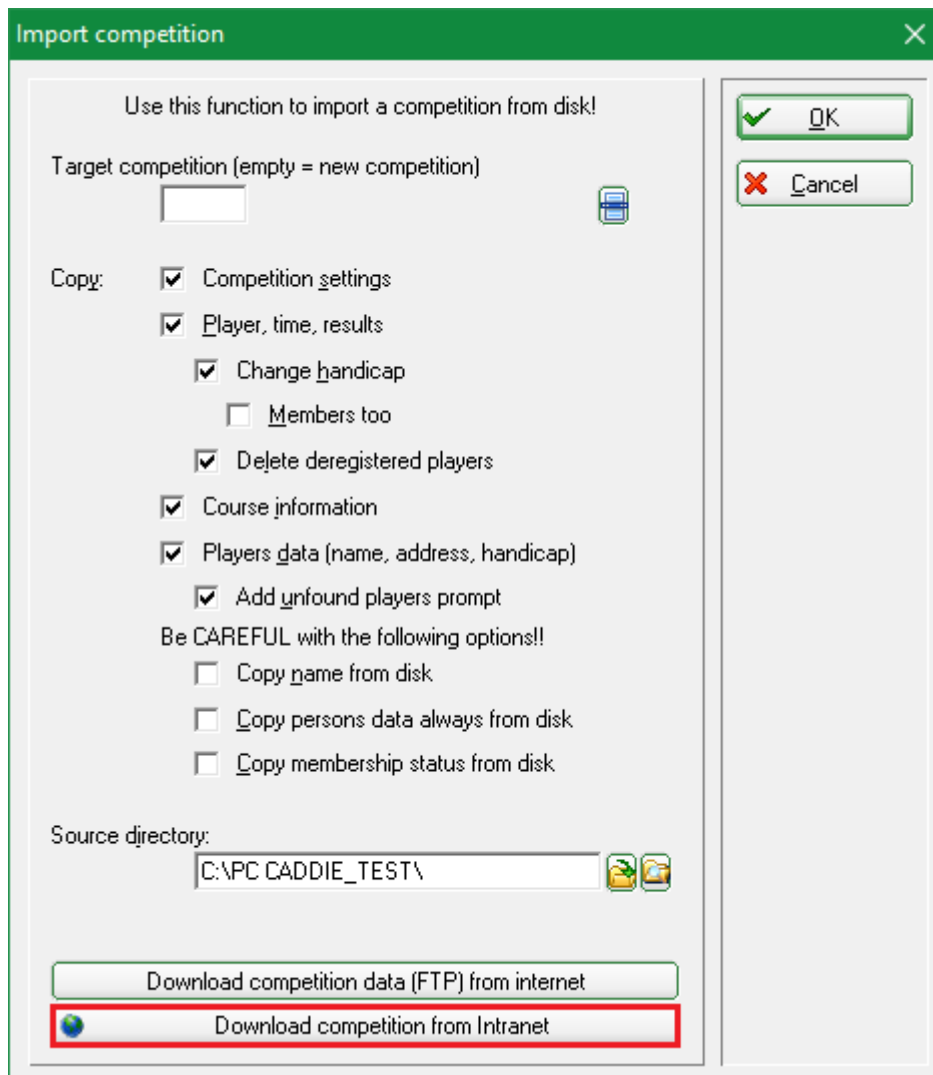 Import competition
Use this function to import a competition from disk!
OK
Target competition (empty = new competition)
Cancel
Copy:
Competition settings
Player, time, results
Change handicap
Members too
Delete deregistered players
Course information
Players data (name, address, handicap)
Add unfound players prompt
Be CAREFUL with the following options!!
Copy name from disk
Copy persons data always from disk
Copy membership status from disk
Source directory:
C:\PC CADDIE_TEST\
Download competition data (FTP) from internet
Download competition from Intranet